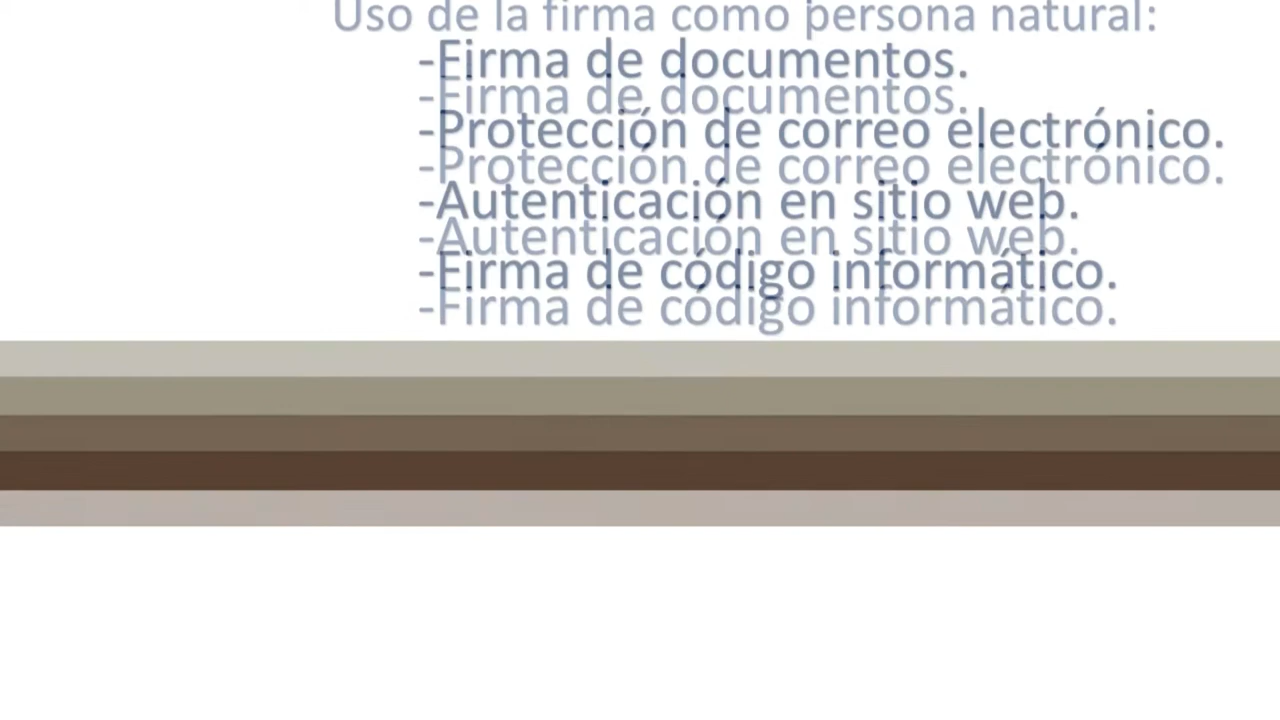 Uso de la firma como persona natural:
-Firma de documentos.
-Firma de documentos.
-Protección de correo electrónico.
-Protección de correo electrónico.
-Autenticación en sitio web.
-Autenticación en sitio web.
-Firma de código informático.
-Firma de código informático.